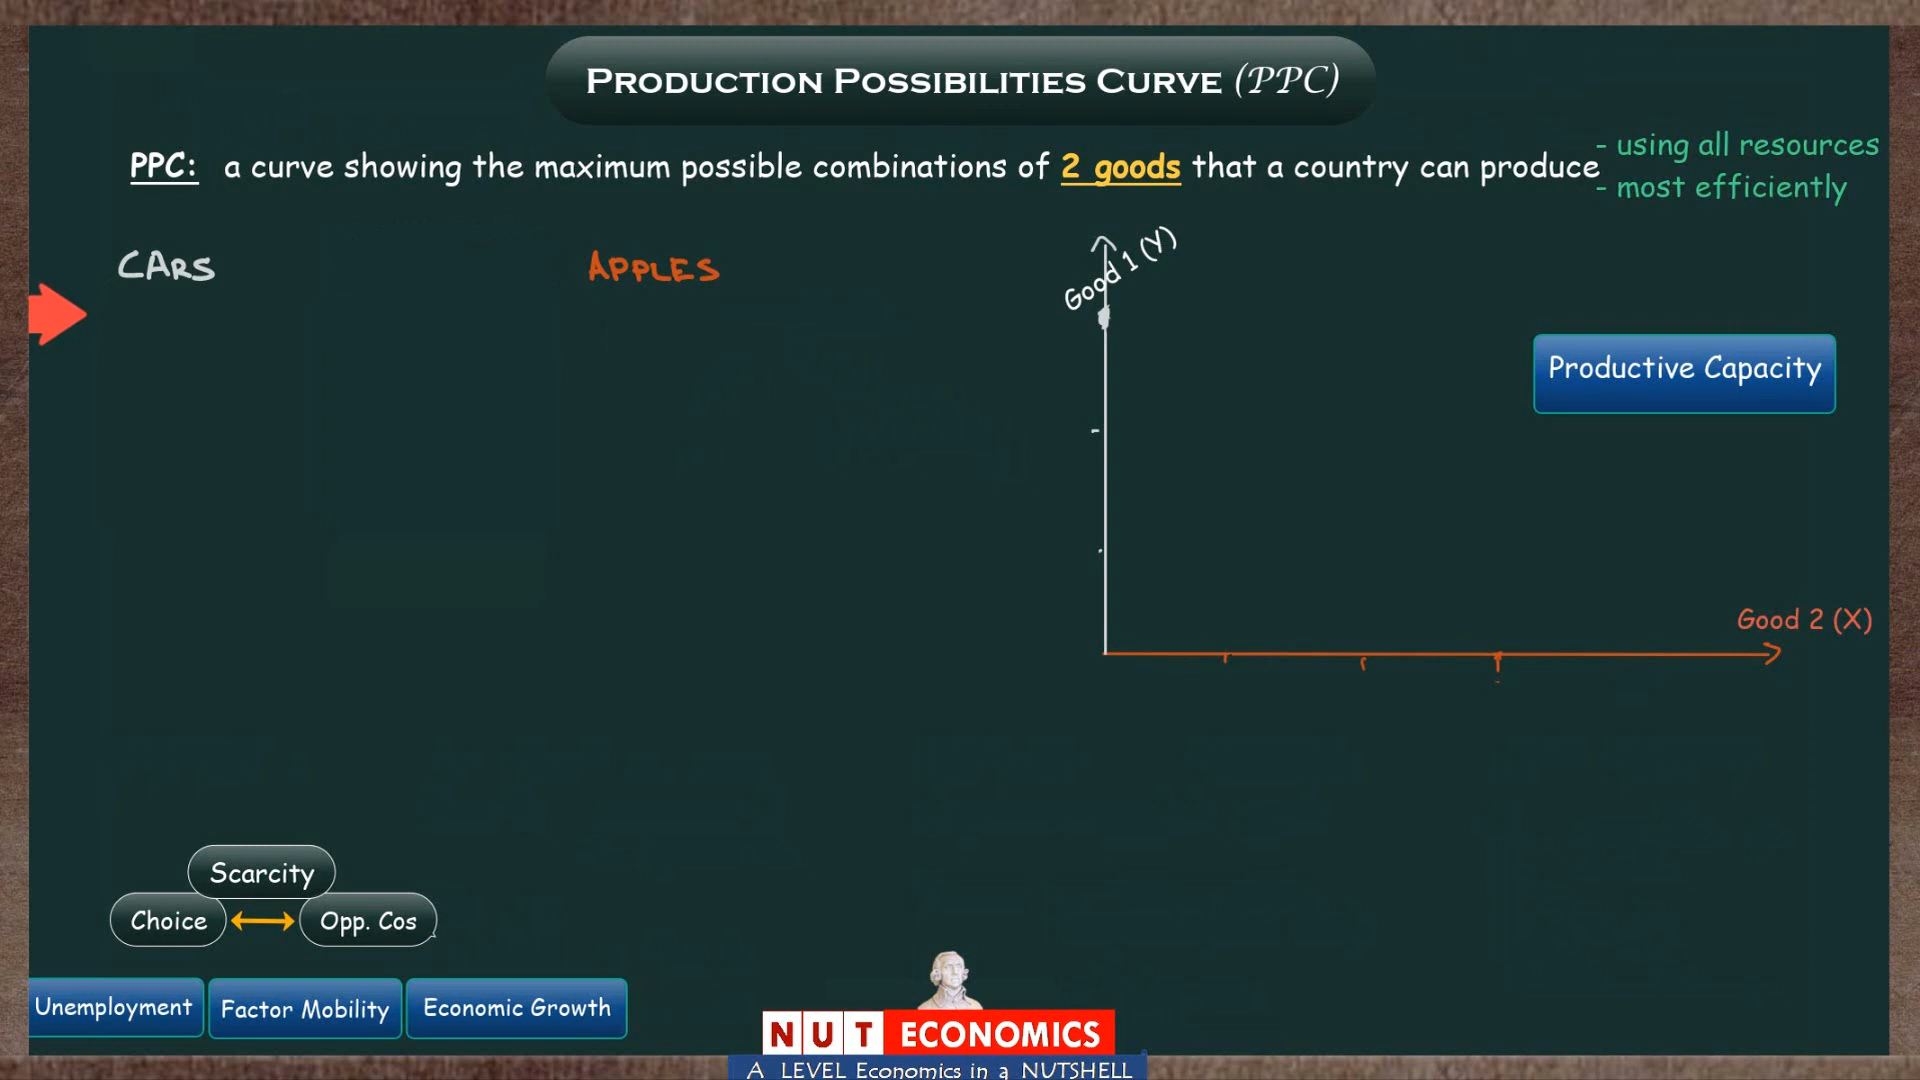 PRODUCTION POSSIBILITIES CURVE (PPC)
PPC: a curve showing the maximum possible combinations of 2 goods that a country can produce
- using all resources
- most efficiently
CARS
APPLES
Good 1 (Y)
Productive Capacity
Good 2 (X)
Scarcity
Choice
Opp. Cos
Unemployment
Factor Mobility
Economic Growth
NUT ECONOMICS
A LEVEL Economics in a NUTSHELL